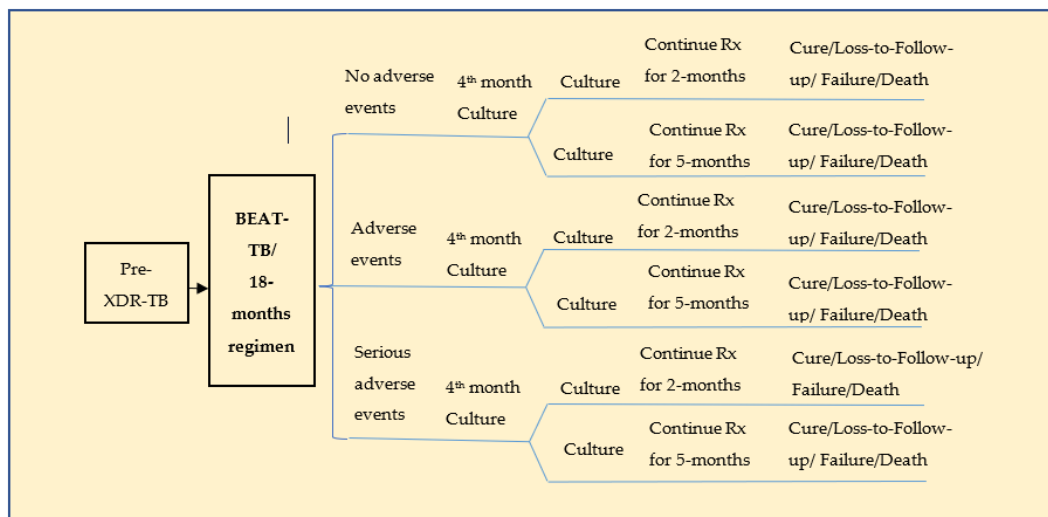 Pre-
XDR-TB
BEAT-
TB/
18-
months
regimen
No adverse
events
4th month
Culture
Culture
Continue Rx
for 2-months
Cure/Loss-to-Follow-
up/ Failure/Death
Culture
Continue Rx
for 5-months
Cure/Loss-to-Follow-
up/ Failure/Death
Adverse
events
4th month
Culture
Culture
Continue Rx
for 2-months
Cure/Loss-to-Follow-
up/ Failure/Death
Culture
Continue Rx
for 5-months
Cure/Loss-to-Follow-
up/ Failure/Death
Serious
adverse
events
4th month
Culture
Culture
Continue Rx
for 2-months
Cure/Loss-to-Follow-up/
Failure/Death
Culture
Continue Rx
for 5-months
Cure/Loss-to-Follow-
up/ Failure/Death